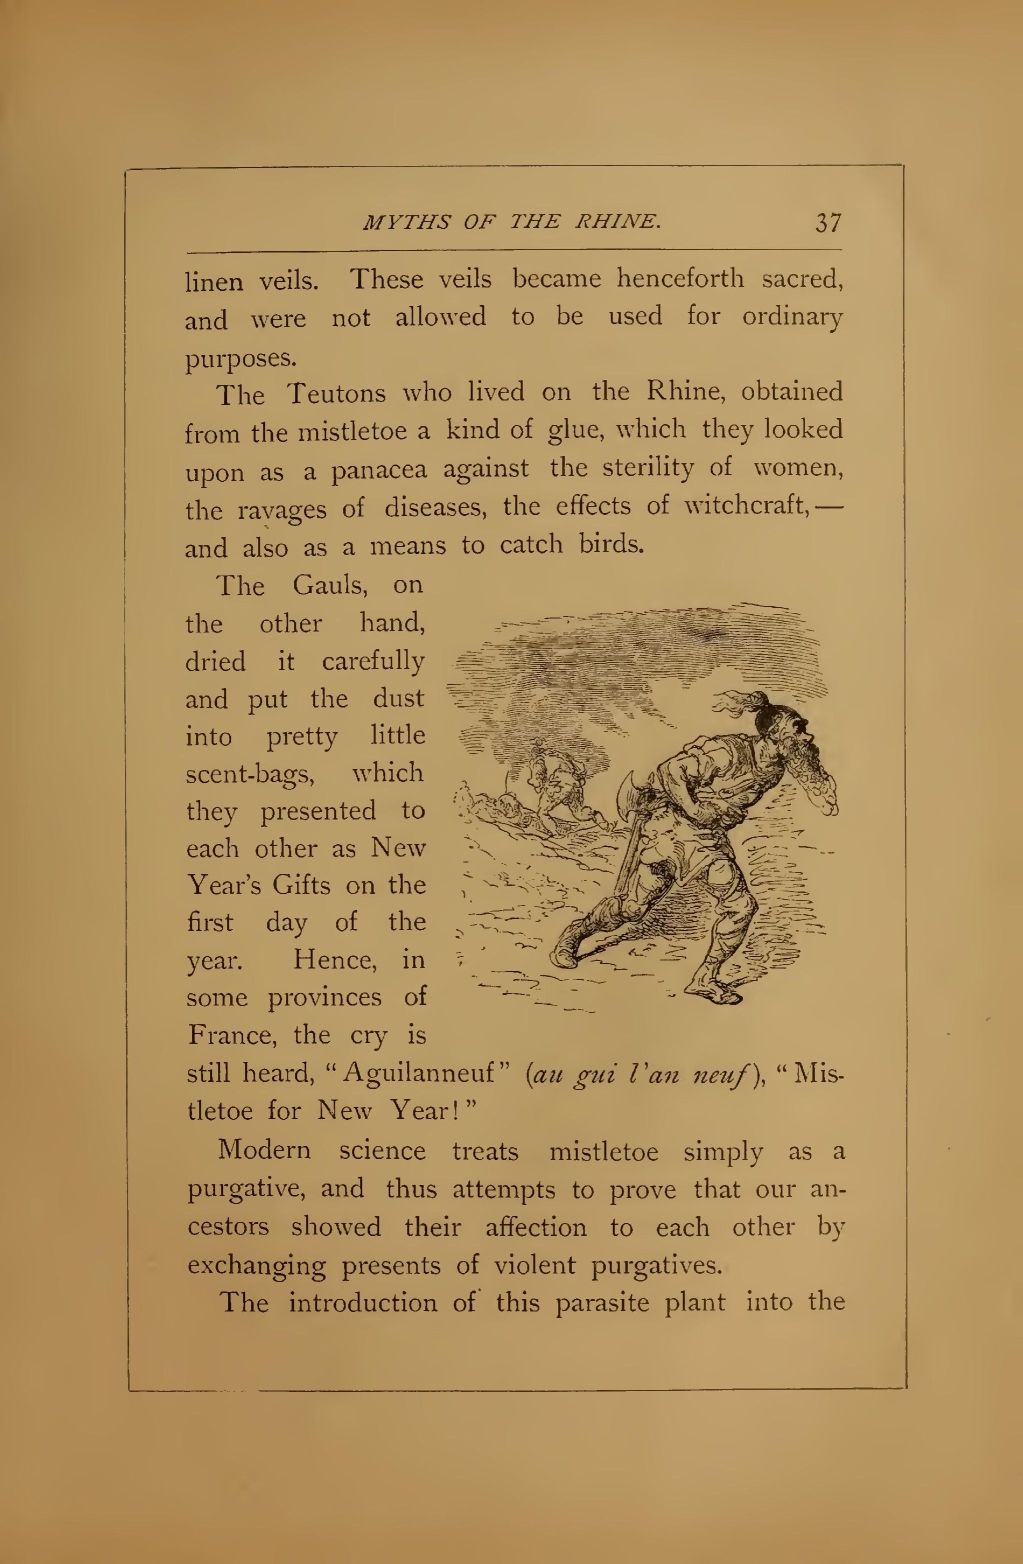 MYTHS OF THE RHINE. 37
linen veils. These veils became henceforth sacred,
and were not allowed to be used for ordinary
purposes.
The Teutons who lived on the Rhine, obtained
from the mistletoe a kind of glue, which they looked
upon as a panacea against the sterility of women,
the ravages of diseases, the effects of witchcraft,—
and also as a means to catch birds.
The Gauls, on
the other hand,
dried it carefully
and put the dust
into pretty little
scent-bags, which
they presented to
each other as New
Year's Gifts on the
first day of the
year. Hence, in
some provinces of
France, the cry is
still heard, “Aguilanneuf” (au gui l'an neuf), “Mis-
tletoe for New Year!”
Modern science treats mistletoe simply as a
purgative, and thus attempts to prove that our an-
cestors showed their affection to each other by
exchanging presents of violent purgatives.
The introduction of this parasite plant into the